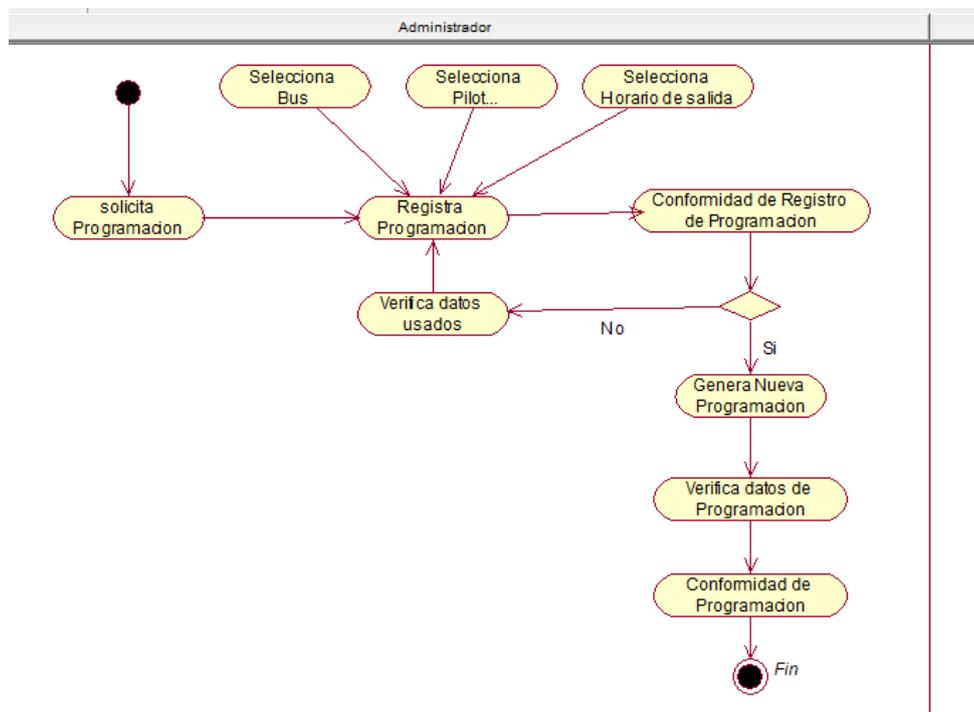 Administrador
Selecciona
Bus
Selecciona
Pilot...
Selecciona
Horario de salida
solicita
Programacion
Registra
Programacion
Conformidad de Registro
de Programacion
Verifica datos
usados
No
Si
Genera Nueva
Programacion
Verifica datos de
Programacion
Conformidad de
Programacion
Fin